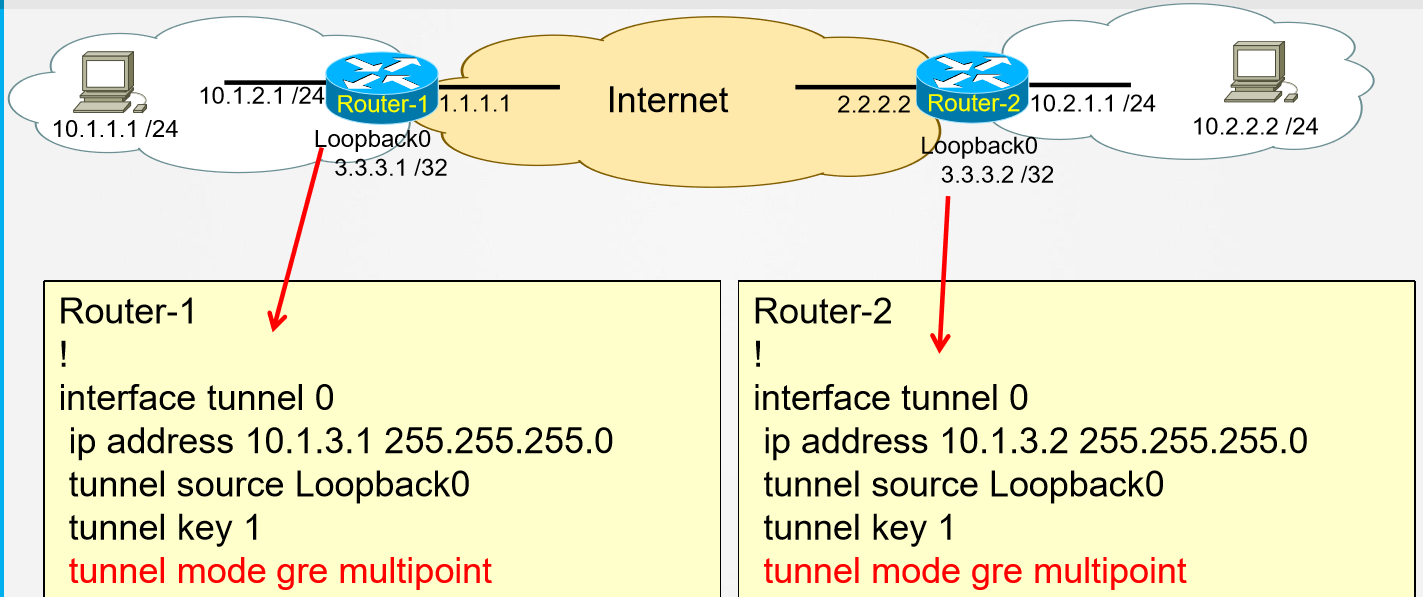 10.1.1.1 /24
10.1.2.1 /24
Router-1
1.1.1.1
Loopback0
3.3.3.1 /32
Internet
2.2.2.2
Router-2
10.2.1.1 /24
Loopback0
3.3.3.2 /32
10.2.2.2 /24
Router-1
!
interface tunnel 0
ip address 10.1.3.1 255.255.255.0
tunnel source Loopback0
tunnel key 1
tunnel mode gre multipoint
Router-2
!
interface tunnel 0
ip address 10.1.3.2 255.255.255.0
tunnel source Loopback0
tunnel key 1
tunnel mode gre multipoint